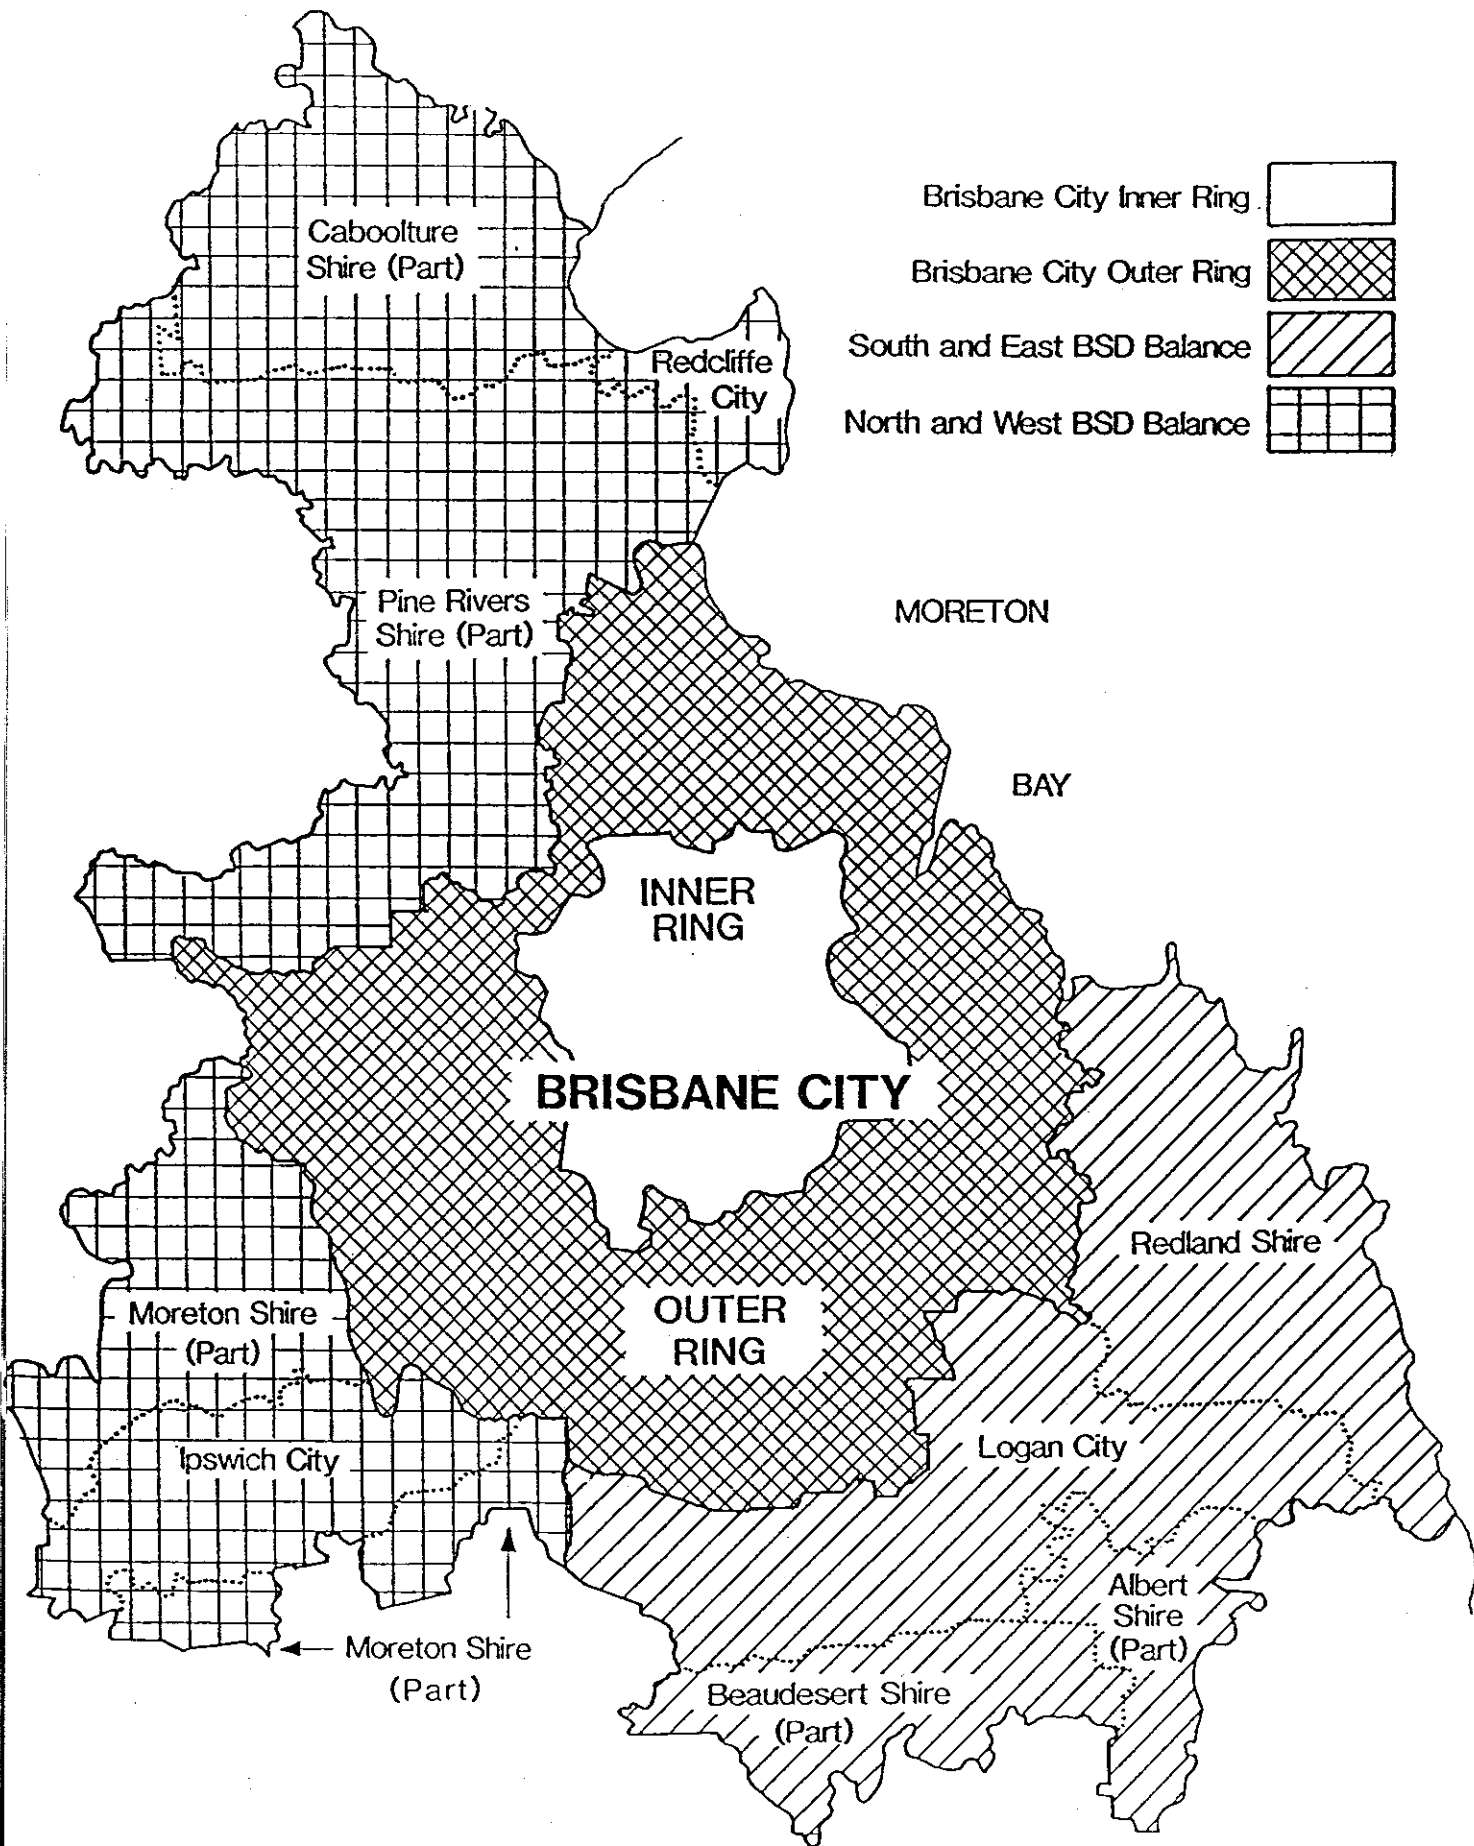 Brisbane City Inner Ring
Brisbane City Outer Ring
South and East BSD Balance
North and West BSD Balance
Caboolture
Shire (Part)
Redcliffe
City
Pine Rivers
Shire (Part)
MORETON
BAY
INNER
RING
BRISBANE CITY
Redland Shire
OUTER
RING
Moreton Shire
(Part)
Ipswich City
Logan City
Albert
Shire
(Part)
Moreton Shire
(Part)
Beaudesert Shire
(Part)